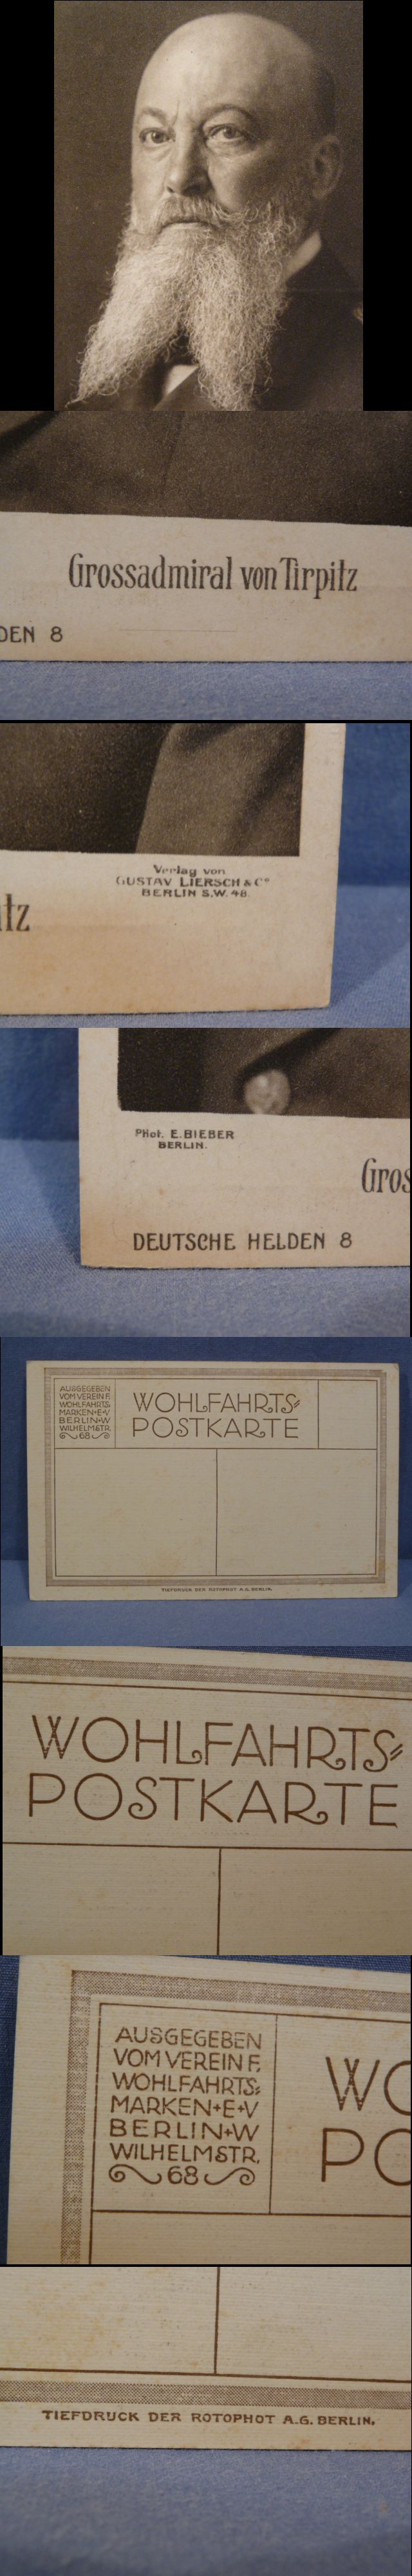 Grossadmiral von Tirpitz
DEN 8
Verlag von
GUSTAV LIERSCH & Co
BERLIN S.W. 48.
tz
Phot. E. BIEBER
BERLIN.
Gros
DEUTSCHE HELDEN 8
AUSGEGEBEN
VOM VEREIN F.
WOHLFAHRTS-
MARKEN+E+V
BERLIN+W
WILHELMSTR.
68
WOHLFAHRTS-
POSTKARTE
TIEFDRUCK DER ROTOPHOT A.G. BERLIN.
WOHLFAHRTS-
POSTKARTE
AUSGEGEBEN
VOM VEREIN F.
WOHLFAHRTS-
MARKEN+E+V
BERLIN+W
WILHELMSTR.
68
WO
PO
TIEFDRUCK DER ROTOPHOT A.G. BERLIN.